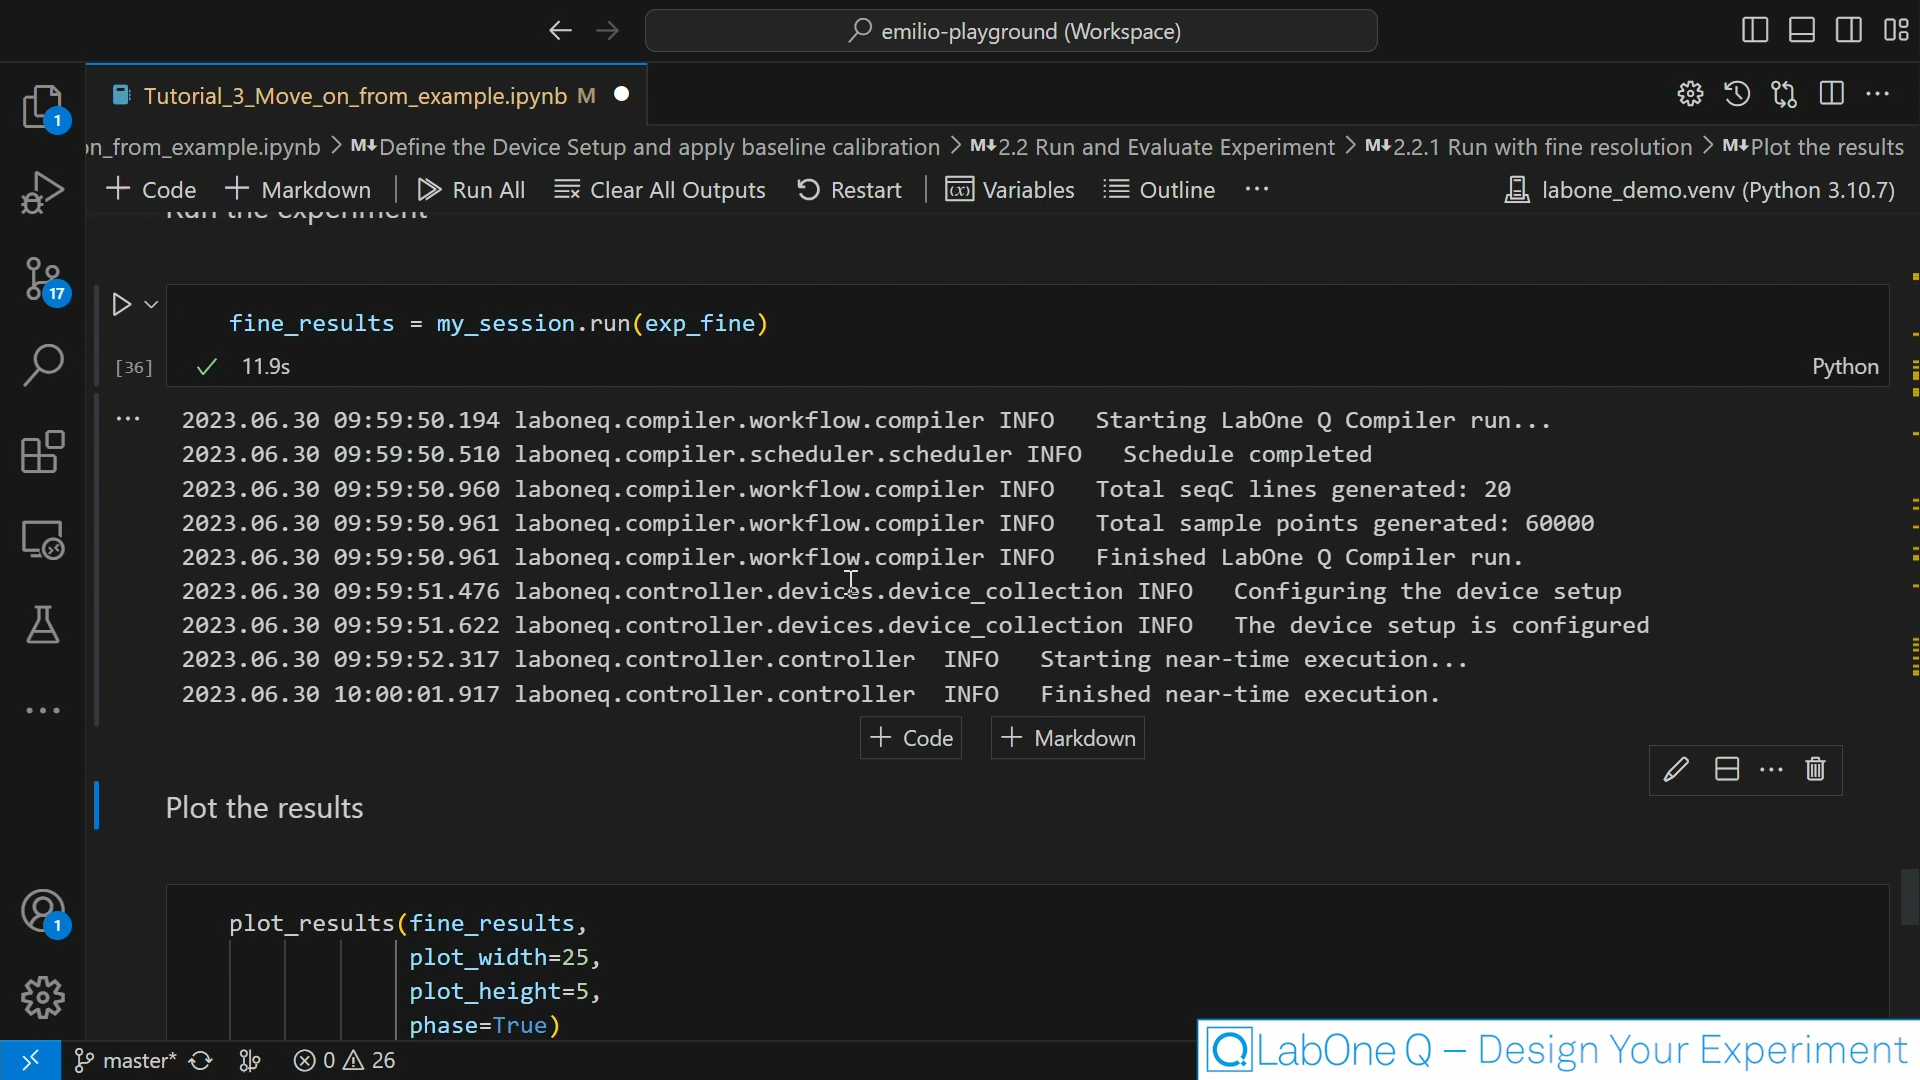 emilio-playground (Workspace)
Tutorial_3_Move_on_from_example.ipynb M
1
on_from_example.ipynb > M↓Define the Device Setup and apply baseline calibration > M↓2.2 Run and Evaluate Experiment > M↓2.2.1 Run with fine resolution > M↓Plot the results
+ Code + Markdown | Run All Clear All Outputs Restart | (x) Variables Outline ··· labone_demo.venv (Python 3.10.7)
Run the experiment
17
fine_results = my_session.run(exp_fine)
[36] ✓ 11.9s Python
2023.06.30 09:59:50.194 laboneq.compiler.workflow.compiler INFO Starting LabOne Q Compiler run...
2023.06.30 09:59:50.510 laboneq.compiler.scheduler.scheduler INFO Schedule completed
2023.06.30 09:59:50.960 laboneq.compiler.workflow.compiler INFO Total seqC lines generated: 20
2023.06.30 09:59:50.961 laboneq.compiler.workflow.compiler INFO Total sample points generated: 60000
2023.06.30 09:59:50.961 laboneq.compiler.workflow.compiler INFO Finished LabOne Q Compiler run.
2023.06.30 09:59:51.476 laboneq.controller.devices.device_collection INFO Configuring the device setup
2023.06.30 09:59:51.622 laboneq.controller.devices.device_collection INFO The device setup is configured
2023.06.30 09:59:52.317 laboneq.controller.controller INFO Starting near-time execution...
2023.06.30 10:00:01.917 laboneq.controller.controller INFO Finished near-time execution.
+ Code + Markdown
Plot the results
1
plot_results(fine_results,
plot_width=25,
plot_height=5,
phase=True)
master* 0 26
LabOne Q – Design Your Experiment